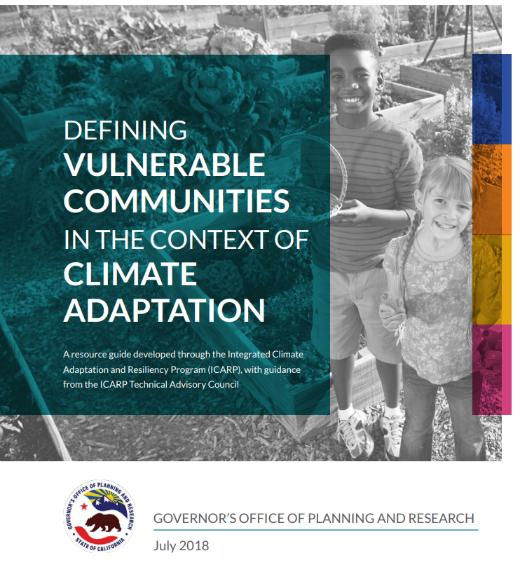 DEFINING
VULNERABLE
COMMUNITIES
IN THE CONTEXT OF
CLIMATE
ADAPTATION
A resource guide developed through the Integrated Climate
Adaptation and Resiliency Program (ICARP), with guidance
from the ICARP Technical Advisory Council
GOVERNOR'S OFFICE OF PLANNING AND RESEARCH
STATE OF CALIFORNIA
GOVERNOR'S OFFICE OF PLANNING AND RESEARCH
July 2018